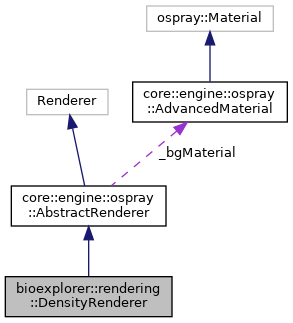 ospray::Material
Renderer
core::engine::ospray
::AdvancedMaterial
_bgMaterial
core::engine::ospray
::AbstractRenderer
bioexplorer::rendering
::DensityRenderer